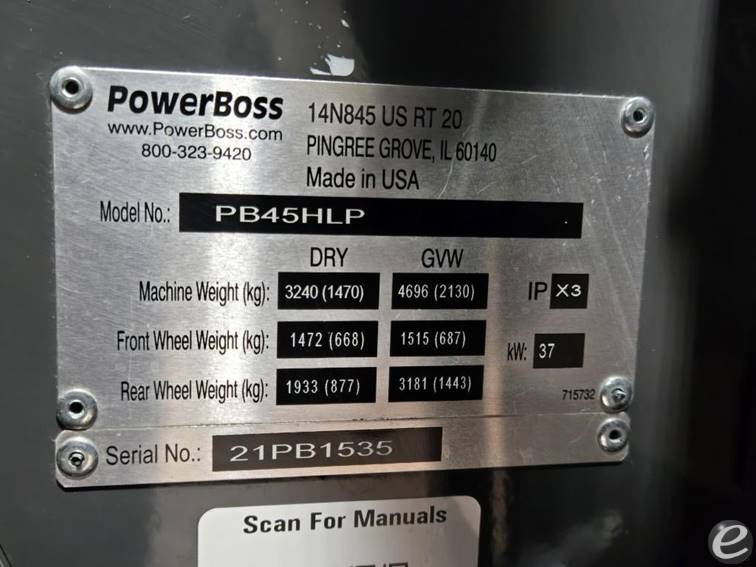 PowerBoss
www.PowerBoss.com
800-323-9420
14N845 US RT 20
PINGREE GROVE, IL 60140
Made in USA
Model No.: PB45HLP
DRY GVW
Machine Weight (kg): 3240 (1470) 4696 (2130) IP X3
Front Wheel Weight (kg): 1472 (668) 1515 (687) kW: 37
Rear Wheel Weight (kg): 1933 (877) 3181 (1443)
715732
Serial No.: 21PB1535
Scan For Manuals
e